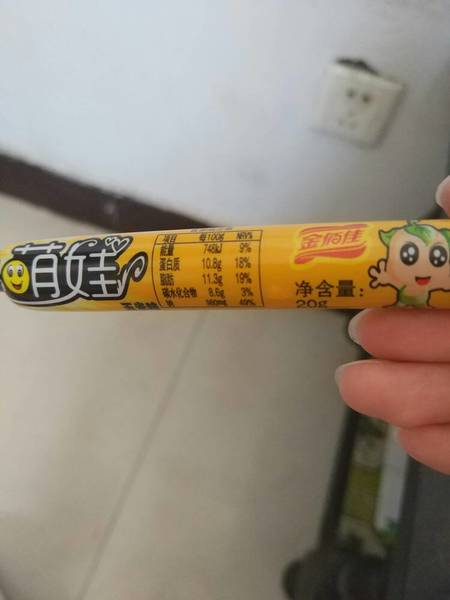 萌娃
项目 每100g NRV%
能量 748kJ 9%
蛋白质 10.8g 18%
脂肪 11.3g 19%
碳水化合物 8.6g 3%
金佰佳
净含量:
20g